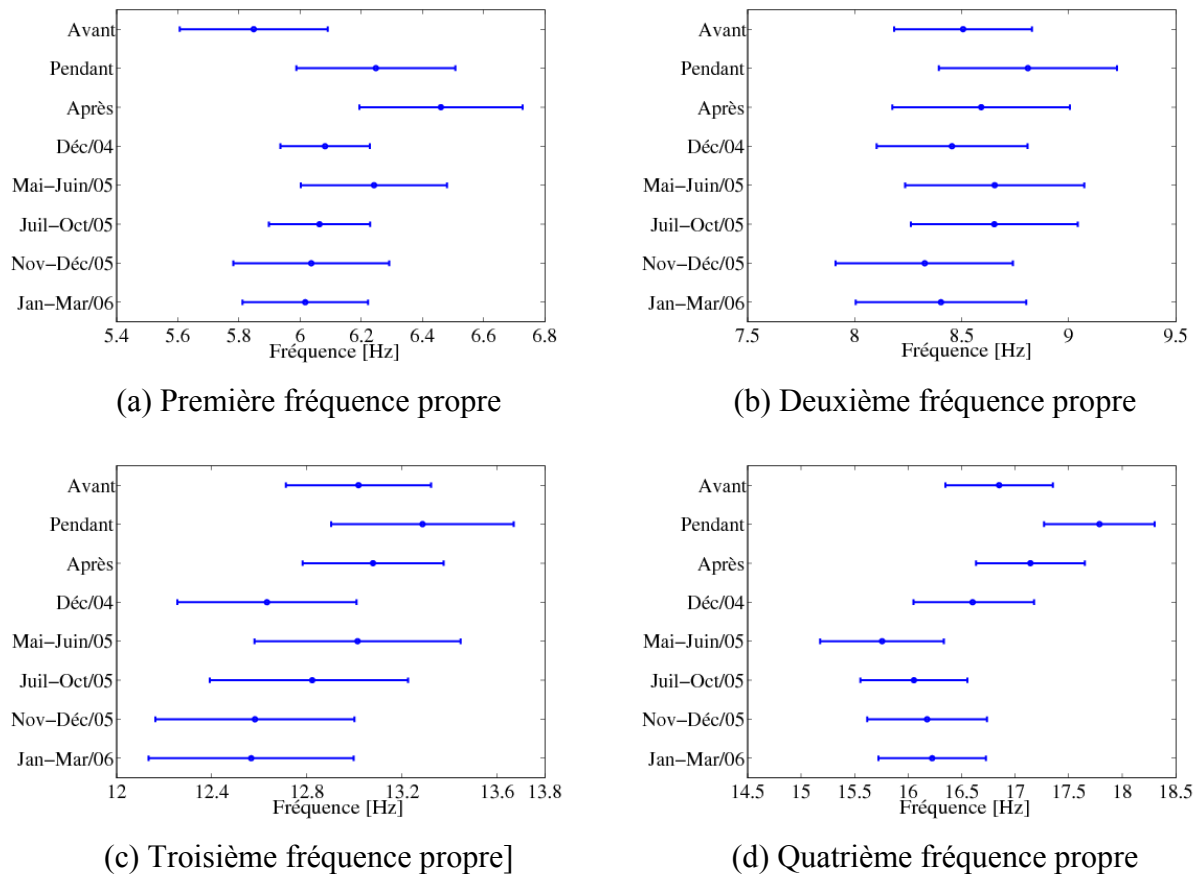 Avant
Pendant
Après
Déc/04
Mai-Juin/05
Juil-Oct/05
Nov-Déc/05
Jan-Mar/06
5.4 5.6 5.8 6 6.2 6.4 6.6 6.8
Fréquence [Hz]
(a) Première fréquence propre
Avant
Pendant
Après
Déc/04
Mai-Juin/05
Juil-Oct/05
Nov-Déc/05
Jan-Mar/06
7.5 8 8.5 9 9.5
Fréquence [Hz]
(b) Deuxième fréquence propre
Avant
Pendant
Après
Déc/04
Mai-Juin/05
Juil-Oct/05
Nov-Déc/05
Jan-Mar/06
12 12.4 12.8 13.2 13.6 13.8
Fréquence [Hz]
(c) Troisième fréquence propre]
Avant
Pendant
Après
Déc/04
Mai-Juin/05
Juil-Oct/05
Nov-Déc/05
Jan-Mar/06
14.5 15 15.5 16 16.5 17 17.5 18 18.5
Fréquence [Hz]
(d) Quatrième fréquence propre